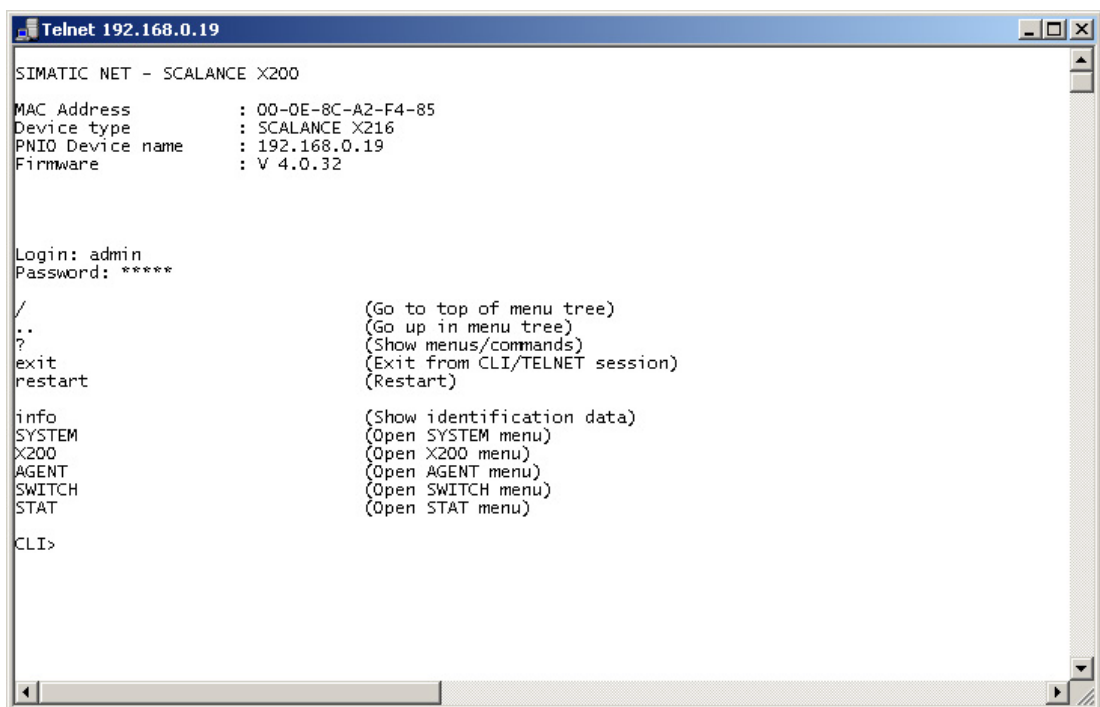 Telnet 192.168.0.19
SIMATIC NET - SCALANCE X200
MAC Address : 00-0E-8C-A2-F4-85
Device type : SCALANCE X216
PNIO Device name : 192.168.0.19
Firmware : V 4.0.32
Login: admin
Password: *****
/ (Go to top of menu tree)
.. (Go up in menu tree)
? (Show menus/commands)
exit (Exit from CLI/TELNET session)
restart (Restart)
info (Show identification data)
SYSTEM (Open SYSTEM menu)
X200 (Open X200 menu)
AGENT (Open AGENT menu)
SWITCH (Open SWITCH menu)
STAT (Open STAT menu)
CLI>